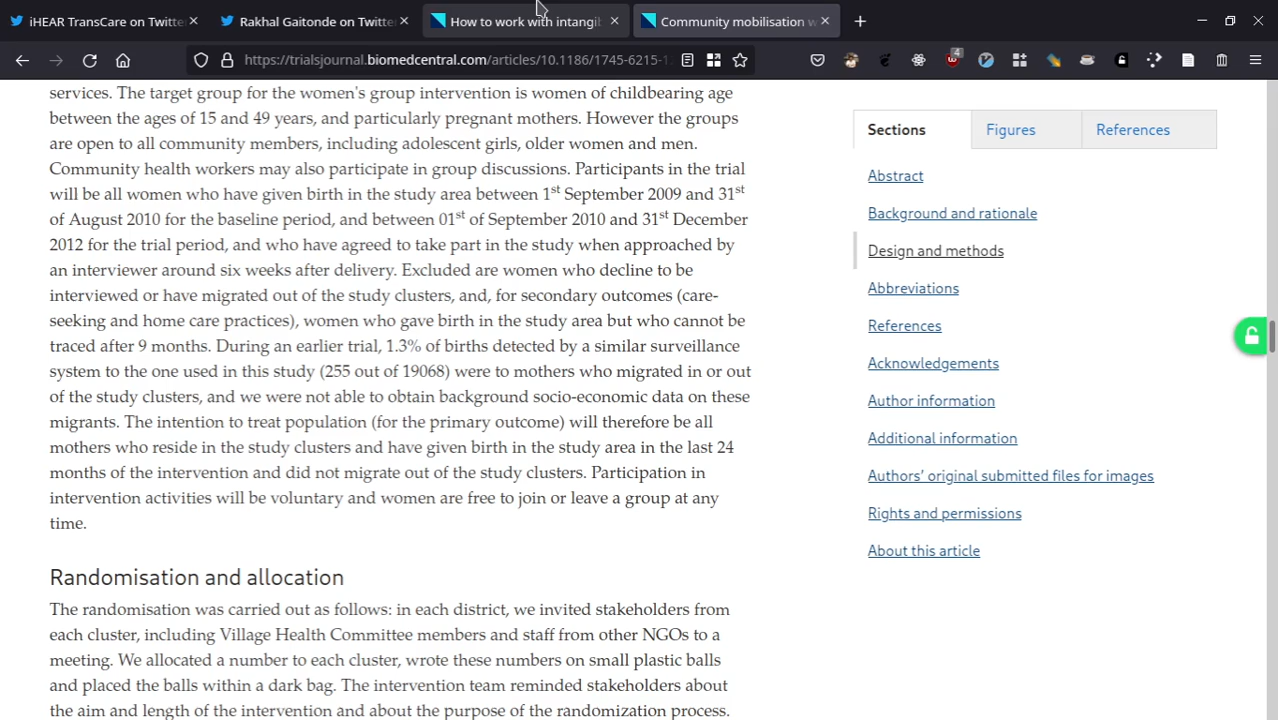 iHEAR TransCare on Twitte
Rakhal Gaitonde on Twitte
How to work with intangib
Community mobilisation w
https://trialsjournal.biomedcentral.com/articles/10.1186/1745-6215-1
4
services. The target group for the women's group intervention is women of childbearing age
between the ages of 15 and 49 years, and particularly pregnant mothers. However the groups
are open to all community members, including adolescent girls, older women and men.
Community health workers may also participate in group discussions. Participants in the trial
will be all women who have given birth in the study area between 1st September 2009 and 31st
of August 2010 for the baseline period, and between 01st of September 2010 and 31st December
2012 for the trial period, and who have agreed to take part in the study when approached by
an interviewer around six weeks after delivery. Excluded are women who decline to be
interviewed or have migrated out of the study clusters, and, for secondary outcomes (care-
seeking and home care practices), women who gave birth in the study area but who cannot be
traced after 9 months. During an earlier trial, 1.3% of births detected by a similar surveillance
system to the one used in this study (255 out of 19068) were to mothers who migrated in or out
of the study clusters, and we were not able to obtain background socio-economic data on these
migrants. The intention to treat population (for the primary outcome) will therefore be all
mothers who reside in the study clusters and have given birth in the study area in the last 24
months of the intervention and did not migrate out of the study clusters. Participation in
intervention activities will be voluntary and women are free to join or leave a group at any
time.
Randomisation and allocation
The randomisation was carried out as follows: in each district, we invited stakeholders from
each cluster, including Village Health Committee members and staff from other NGOs to a
meeting. We allocated a number to each cluster, wrote these numbers on small plastic balls
and placed the balls within a dark bag. The intervention team reminded stakeholders about
the aim and length of the intervention and about the purpose of the randomization process.
Sections
Figures
References
Abstract
Background and rationale
Design and methods
Abbreviations
References
Acknowledgements
Author information
Additional information
Authors’ original submitted files for images
Rights and permissions
About this article